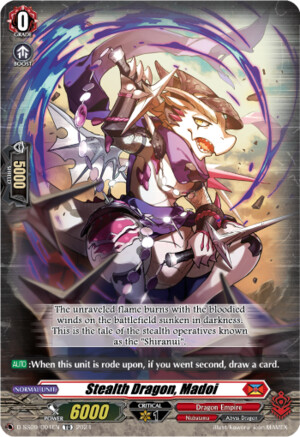 0
GRADE
BOOST
5000
SHIELD
The unraveled flame burns with the bloodied
winds on the battlefield sunken in darkness.
This is the tale of the stealth operatives known
as the "Shiranui".
AUTO :When this unit is rode upon, if you went second, draw a card.
NORMAL UNIT
Stealth Dragon, Madoi
POWER
6000
CRITICAL
1
Dragon Empire
Nubatama
Abyss Dragon